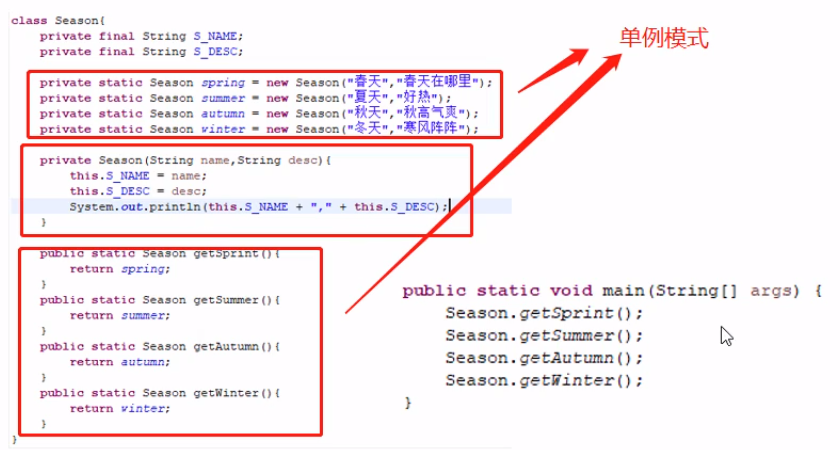 class Season{
private final String S_NAME;
private final String S_DESC;
单例模式
private static Season spring = new Season("春天","春天在哪里");
private static Season summer = new Season("夏天","好热");
private static Season autumn = new Season("秋天","秋高气爽");
private static Season winter = new Season("冬天","寒风阵阵");
private Season(String name,String desc){
this.S_NAME = name;
this.S_DESC = desc;
System.out.println(this.S_NAME + "," + this.S_DESC);
}
public static Season getSprint(){
return spring;
}
public static Season getSummer(){
return summer;
}
public static Season getAutumn(){
return autumn;
}
public static Season getWinter(){
return winter;
}
}
public static void main(String[] args) {
Season.getSprint();
Season.getSummer();
Season.getAutumn();
Season.getWinter();
}